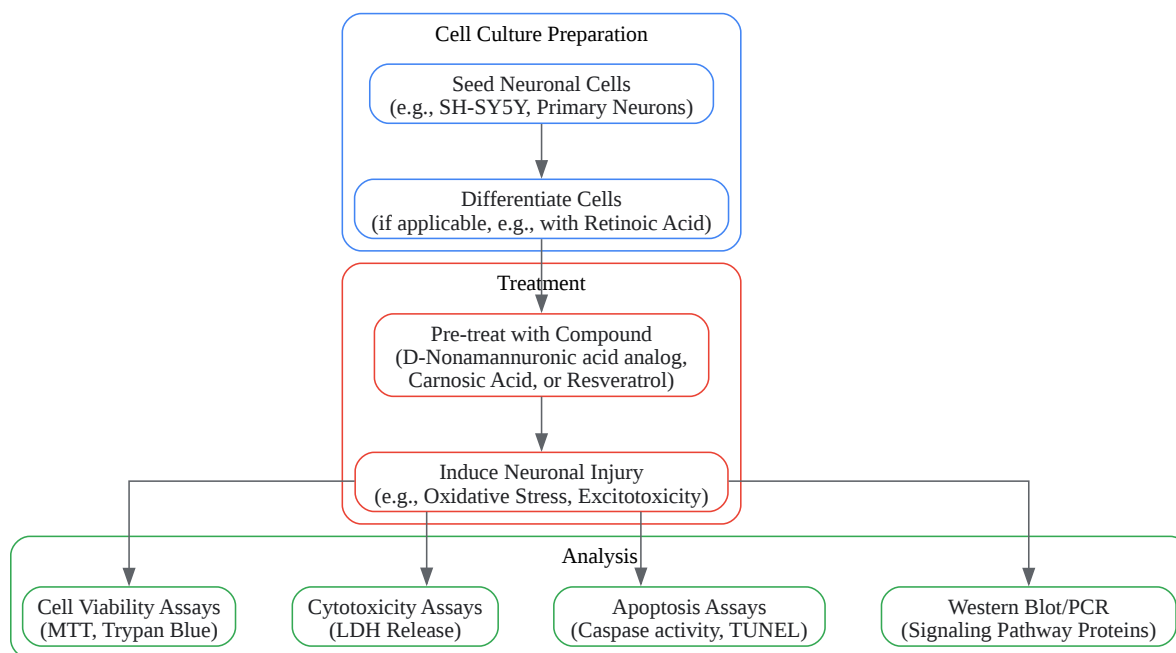 Cell Culture Preparation
Seed Neuronal Cells
(e.g., SH-SY5Y, Primary Neurons)
Differentiate Cells
(if applicable, e.g., with Retinoic Acid)
Treatment
Pre-treat with Compound
(D-Nonamannuronic acid analog,
Carnosic Acid, or Resveratrol)
Induce Neuronal Injury
(e.g., Oxidative Stress, Excitotoxicity)
Analysis
Cell Viability Assays
(MTT, Trypan Blue)
Cytotoxicity Assays
(LDH Release)
Apoptosis Assays
(Caspase activity, TUNEL)
Western Blot/PCR
(Signaling Pathway Proteins)